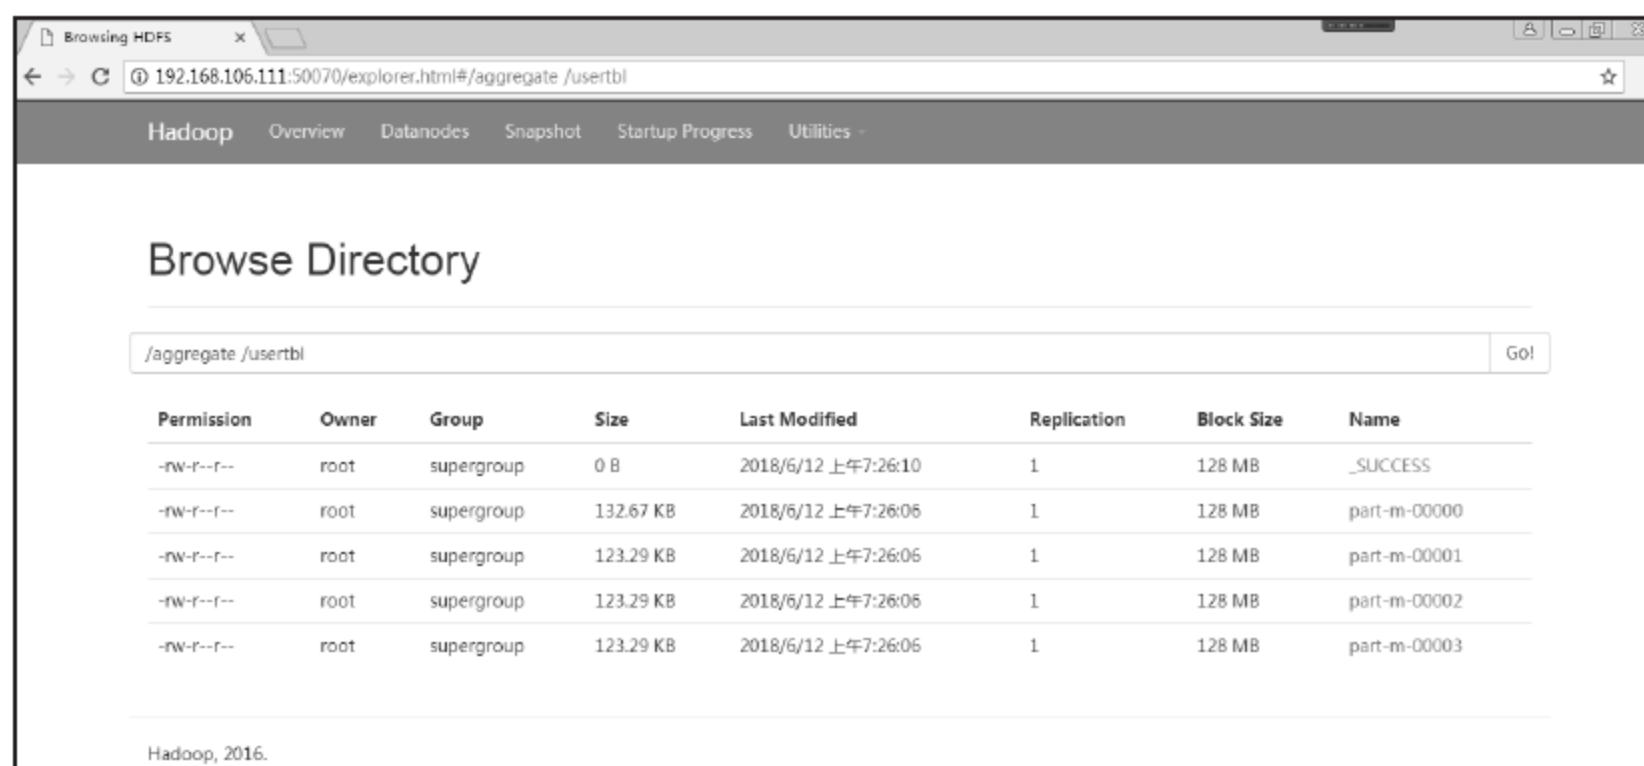 Browsing HDFS
192.168.106.111:50070/explorer.html#/aggregate /usertbl
Hadoop Overview Datanodes Snapshot Startup Progress Utilities
Browse Directory
/aggregate /usertbl Go!
Permission Owner Group Size Last Modified Replication Block Size Name
-rw-r--r-- root supergroup 0 B 2018/6/12 上午7:26:10 1 128 MB _SUCCESS
-rw-r--r-- root supergroup 132.67 KB 2018/6/12 上午7:26:06 1 128 MB part-m-00000
-rw-r--r-- root supergroup 123.29 KB 2018/6/12 上午7:26:06 1 128 MB part-m-00001
-rw-r--r-- root supergroup 123.29 KB 2018/6/12 上午7:26:06 1 128 MB part-m-00002
-rw-r--r-- root supergroup 123.29 KB 2018/6/12 上午7:26:06 1 128 MB part-m-00003
Hadoop, 2016.